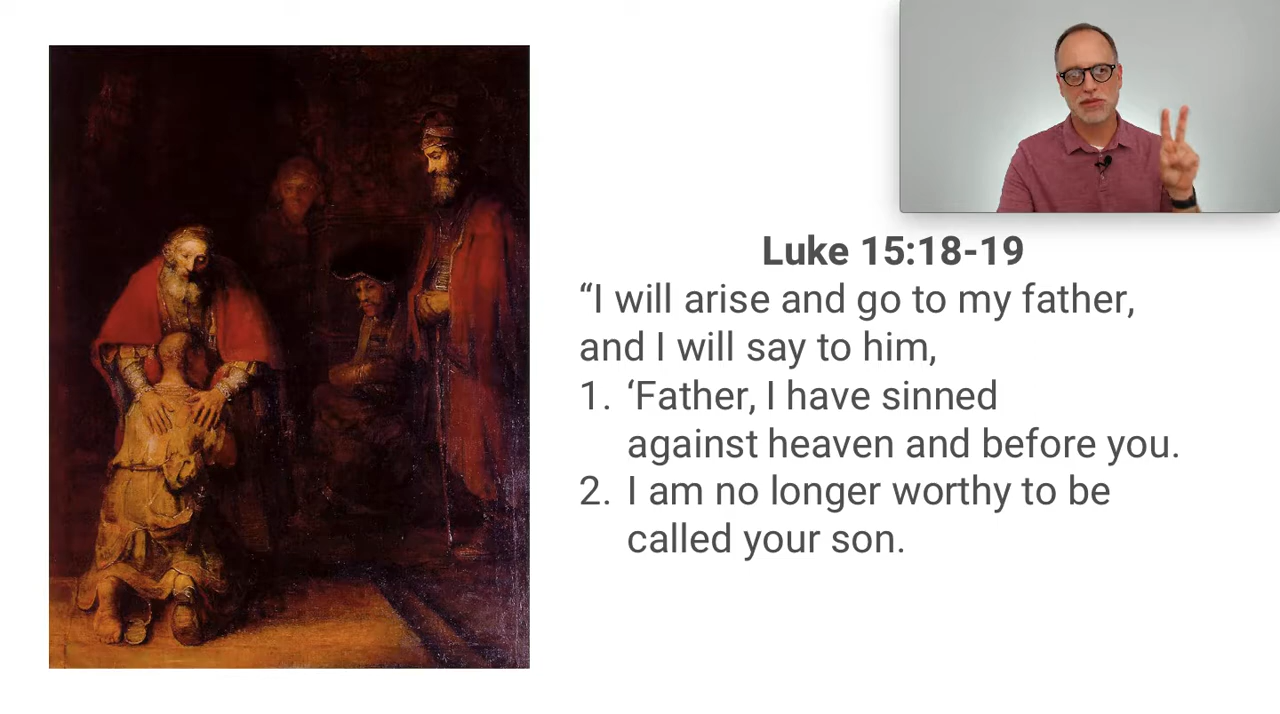 Luke 15:18-19
“I will arise and go to my father,
and I will say to him,
1. ‘Father, I have sinned
against heaven and before you.
2. I am no longer worthy to be
called your son.